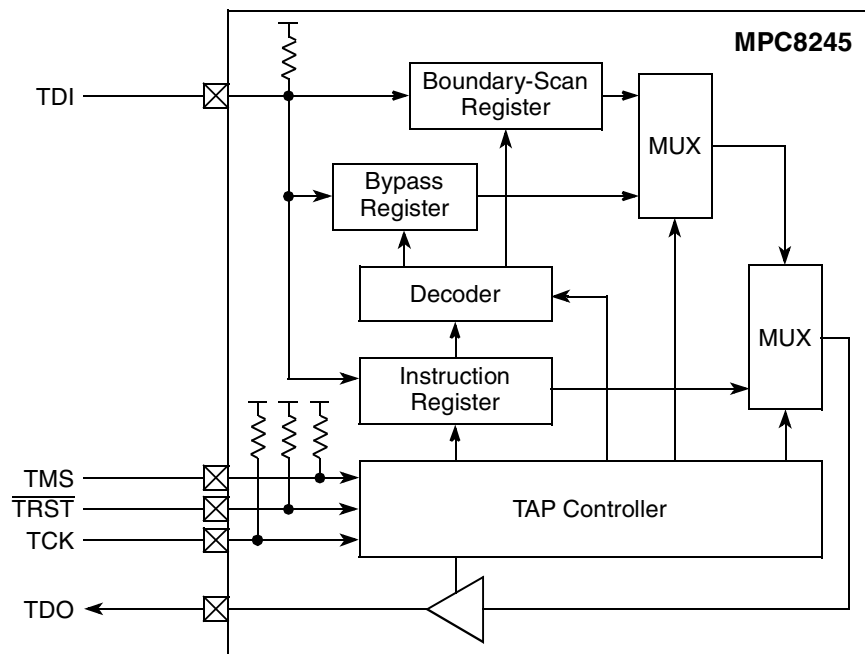 MPC8245
TDI
Boundary-Scan
Register
MUX
Bypass
Register
Decoder
MUX
Instruction
Register
TMS
TRST
TCK
TAP Controller
TDO